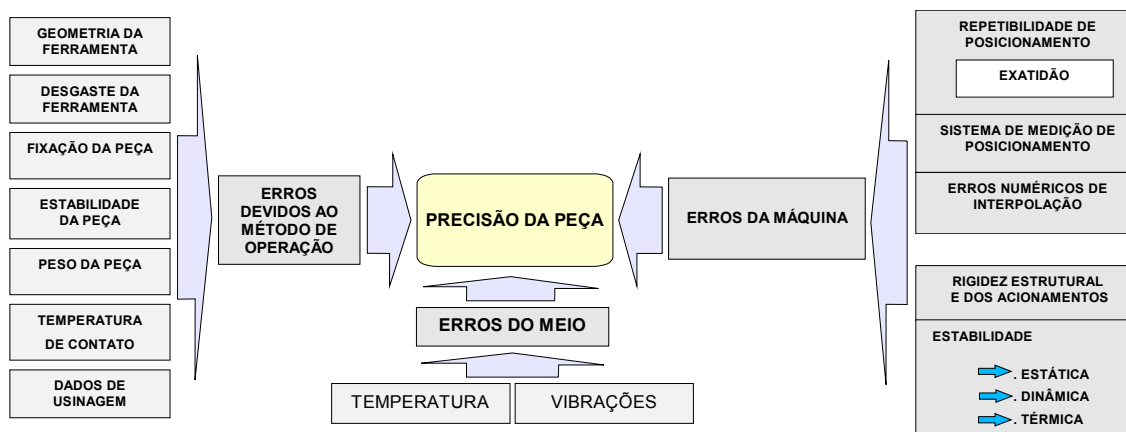 GEOMETRIA DA
FERRAMENTA
DESGASTE DA
FERRAMENTA
FIXAÇÃO DA PEÇA
ESTABILIDADE
DA PEÇA
PESO DA PEÇA
TEMPERATURA
DE CONTATO
DADOS DE
USINAGEM
ERROS
DEVIDOS AO
MÉTODO DE
OPERAÇÃO
PRECISÃO DA PEÇA
ERROS DO MEIO
TEMPERATURA
VIBRAÇÕES
ERROS DA MÁQUINA
REPETIBILIDADE DE
POSICIONAMENTO
EXATIDÃO
SISTEMA DE MEDIÇÃO DE
POSICIONAMENTO
ERROS NUMÉRICOS DE
INTERPOLAÇÃO
RIGIDEZ ESTRUTURAL
E DOS ACIONAMENTOS
ESTABILIDADE
. ESTÁTICA
. DINÂMICA
. TÉRMICA